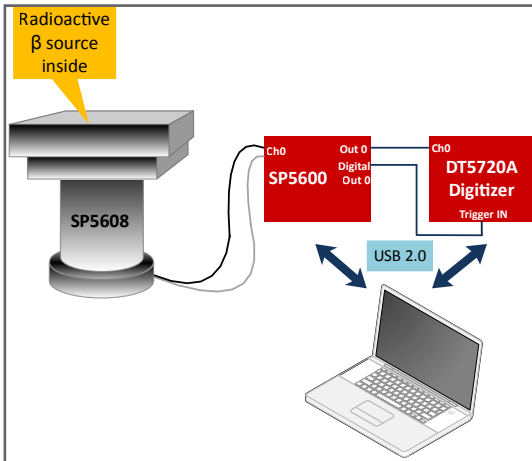 Radioactive
β source
inside
SP5608
Ch0
SP5600
Out 0
Digital
Out 0
Ch0
DT5720A
Digitizer
Trigger IN
USB 2.0